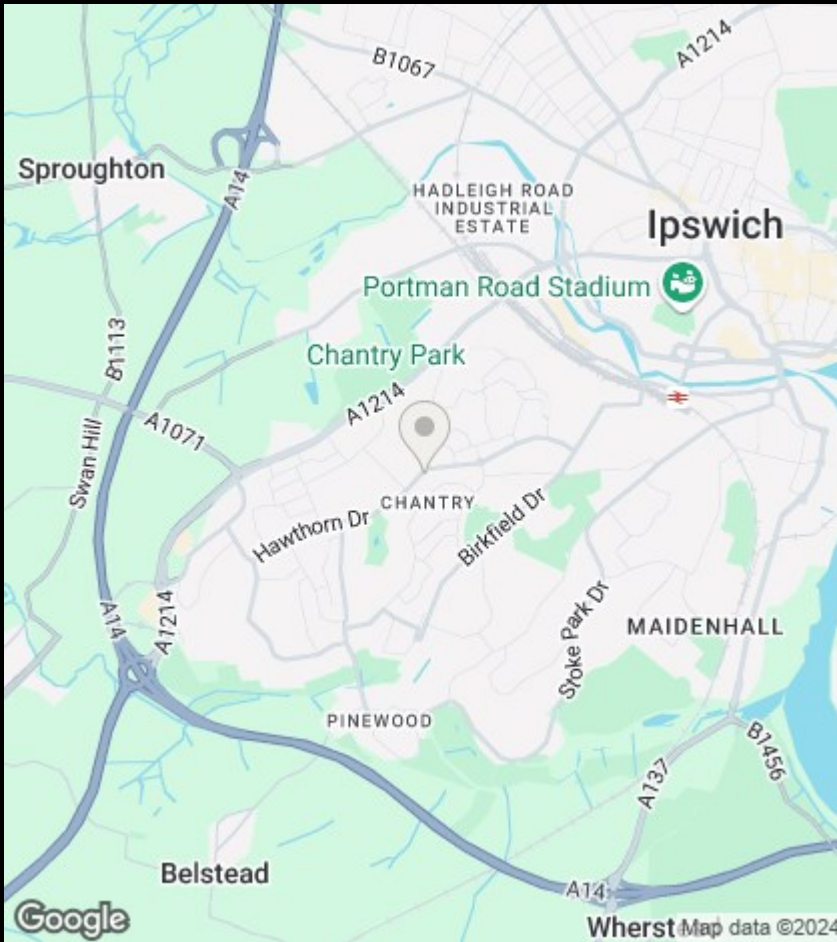 B1067
A1214
Sproughton
A14
HADLEIGH ROAD
INDUSTRIAL
ESTATE
Ipswich
Portman Road Stadium
B1113
Chantry Park
A1214
A1071
Swan Hill
CHANTRY
Hawthorn Dr
Birkfield Dr
A14
A1214
Stoke Park Dr
MAIDENHALL
PINEWOOD
B1456
A137
Belstead
A14
Google
Wherst
Map data ©2024